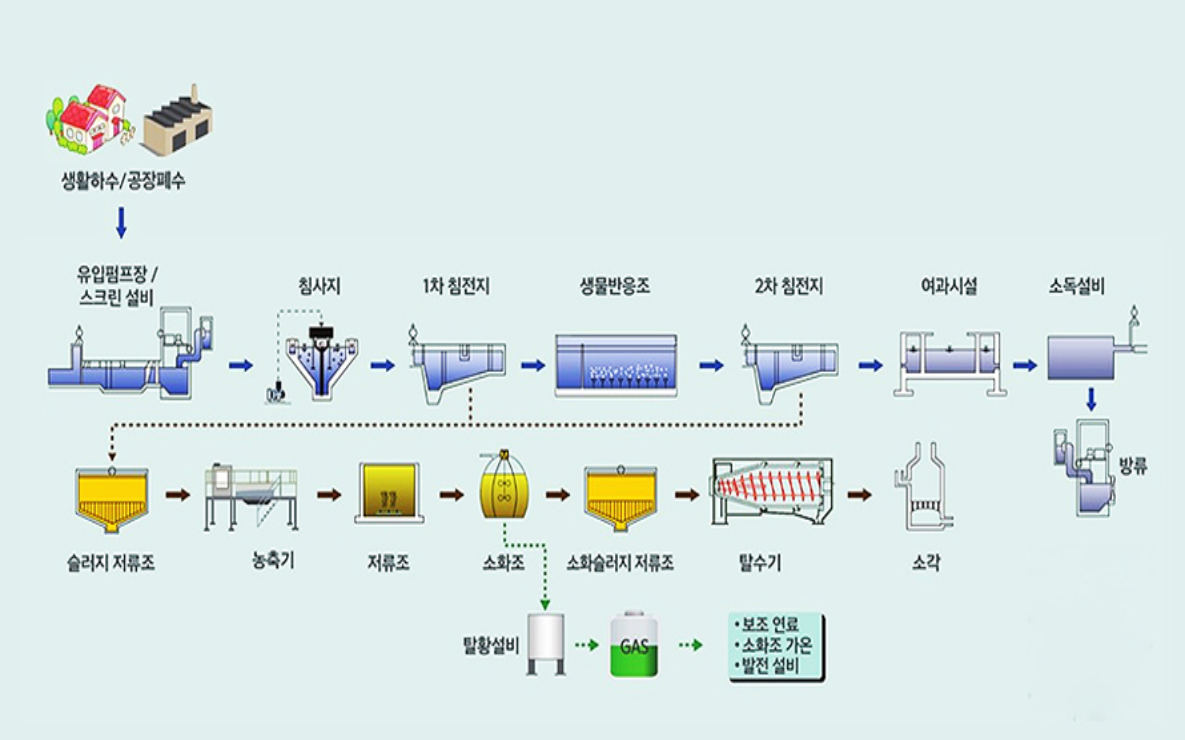 생활하수/공장폐수
유입펌프장 /
스크린 설비
침사지
1차 침전지
생물반응조
2차 침전지
여과시설
소독설비
방류
슬러지 저류조
농축기
저류조
소화조
소화슬러지 저류조
탈수기
소각
탈황설비
GAS
• 보조 연료
• 소화조 가온
• 발전 설비